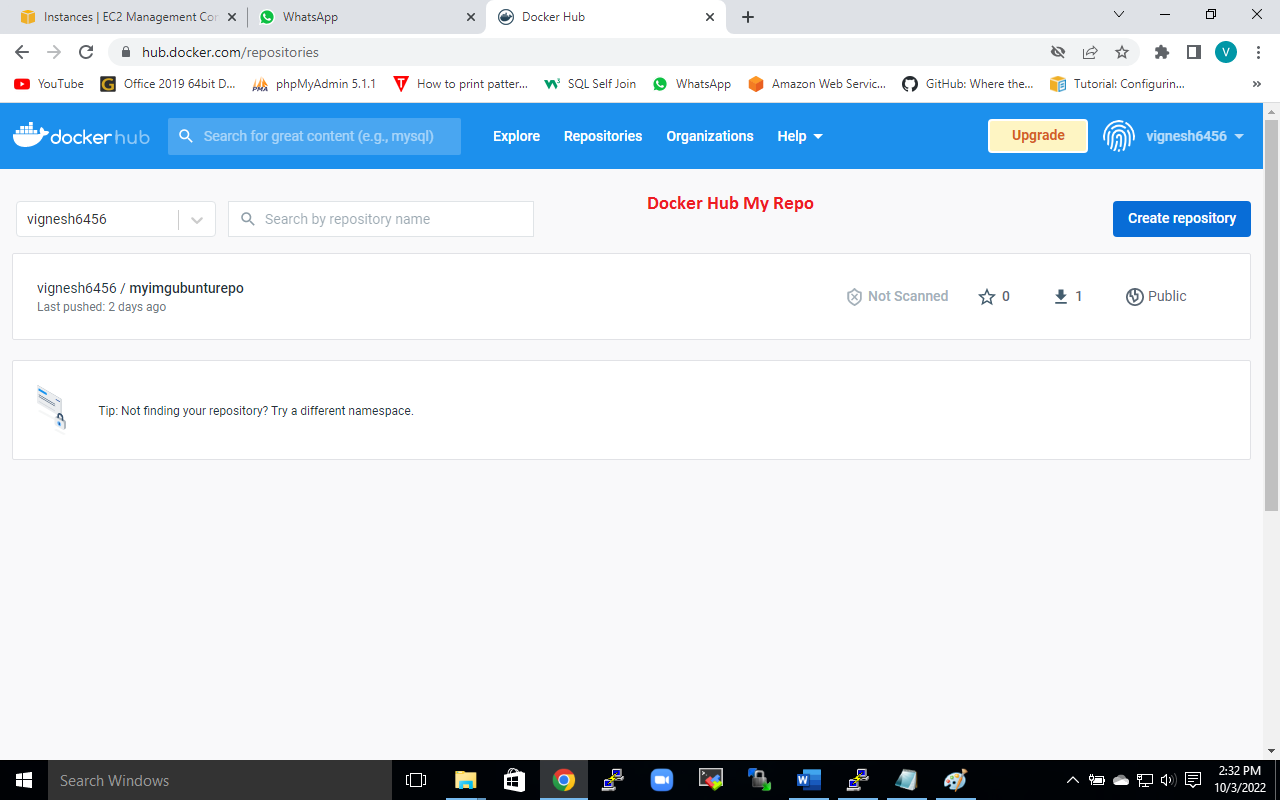 Instances | EC2 Management Con
WhatsApp
Docker Hub
hub.docker.com/repositories
V
YouTube
Office 2019 64bit D...
phpMyAdmin 5.1.1
How to print patter...
SQL Self Join
WhatsApp
Amazon Web Servic...
GitHub: Where the...
Tutorial: Configurin...
»
docker hub
Search for great content (e.g., mysql)
Explore
Repositories
Organizations
Help
Upgrade
vignesh6456
vignesh6456
Search by repository name
Docker Hub My Repo
Create repository
vignesh6456 / myimgubunturepo
Last pushed: 2 days ago
Not Scanned
0
1
Public
Tip: Not finding your repository? Try a different namespace.
Search Windows
2:32 PM
10/3/2022